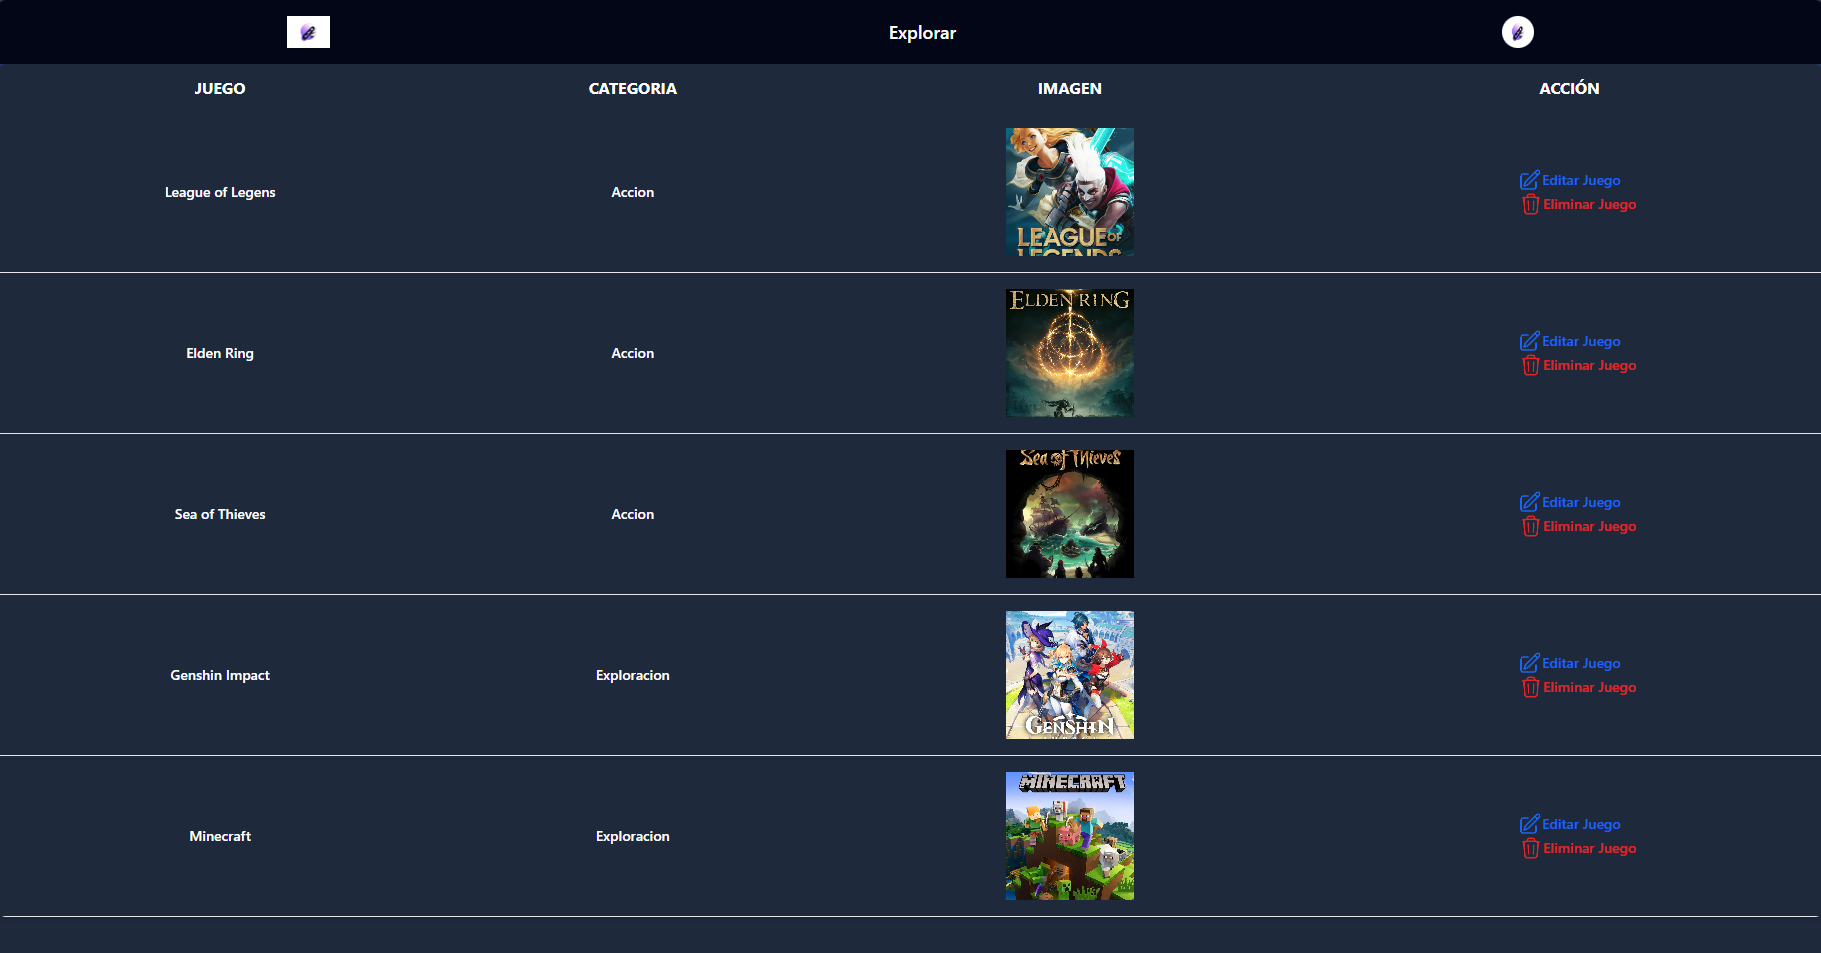 Explorar
JUEGO CATEGORIA IMAGEN ACCIÓN
League of Legens Accion LEAGUE OF LEGENDS Editar Juego
Eliminar Juego
Elden Ring Accion ELDEN RING Editar Juego
Eliminar Juego
Sea of Thieves Accion Sea of Thieves Editar Juego
Eliminar Juego
Genshin Impact Exploracion GENSHIN Editar Juego
Eliminar Juego
Minecraft Exploracion MINECRAFT Editar Juego
Eliminar Juego